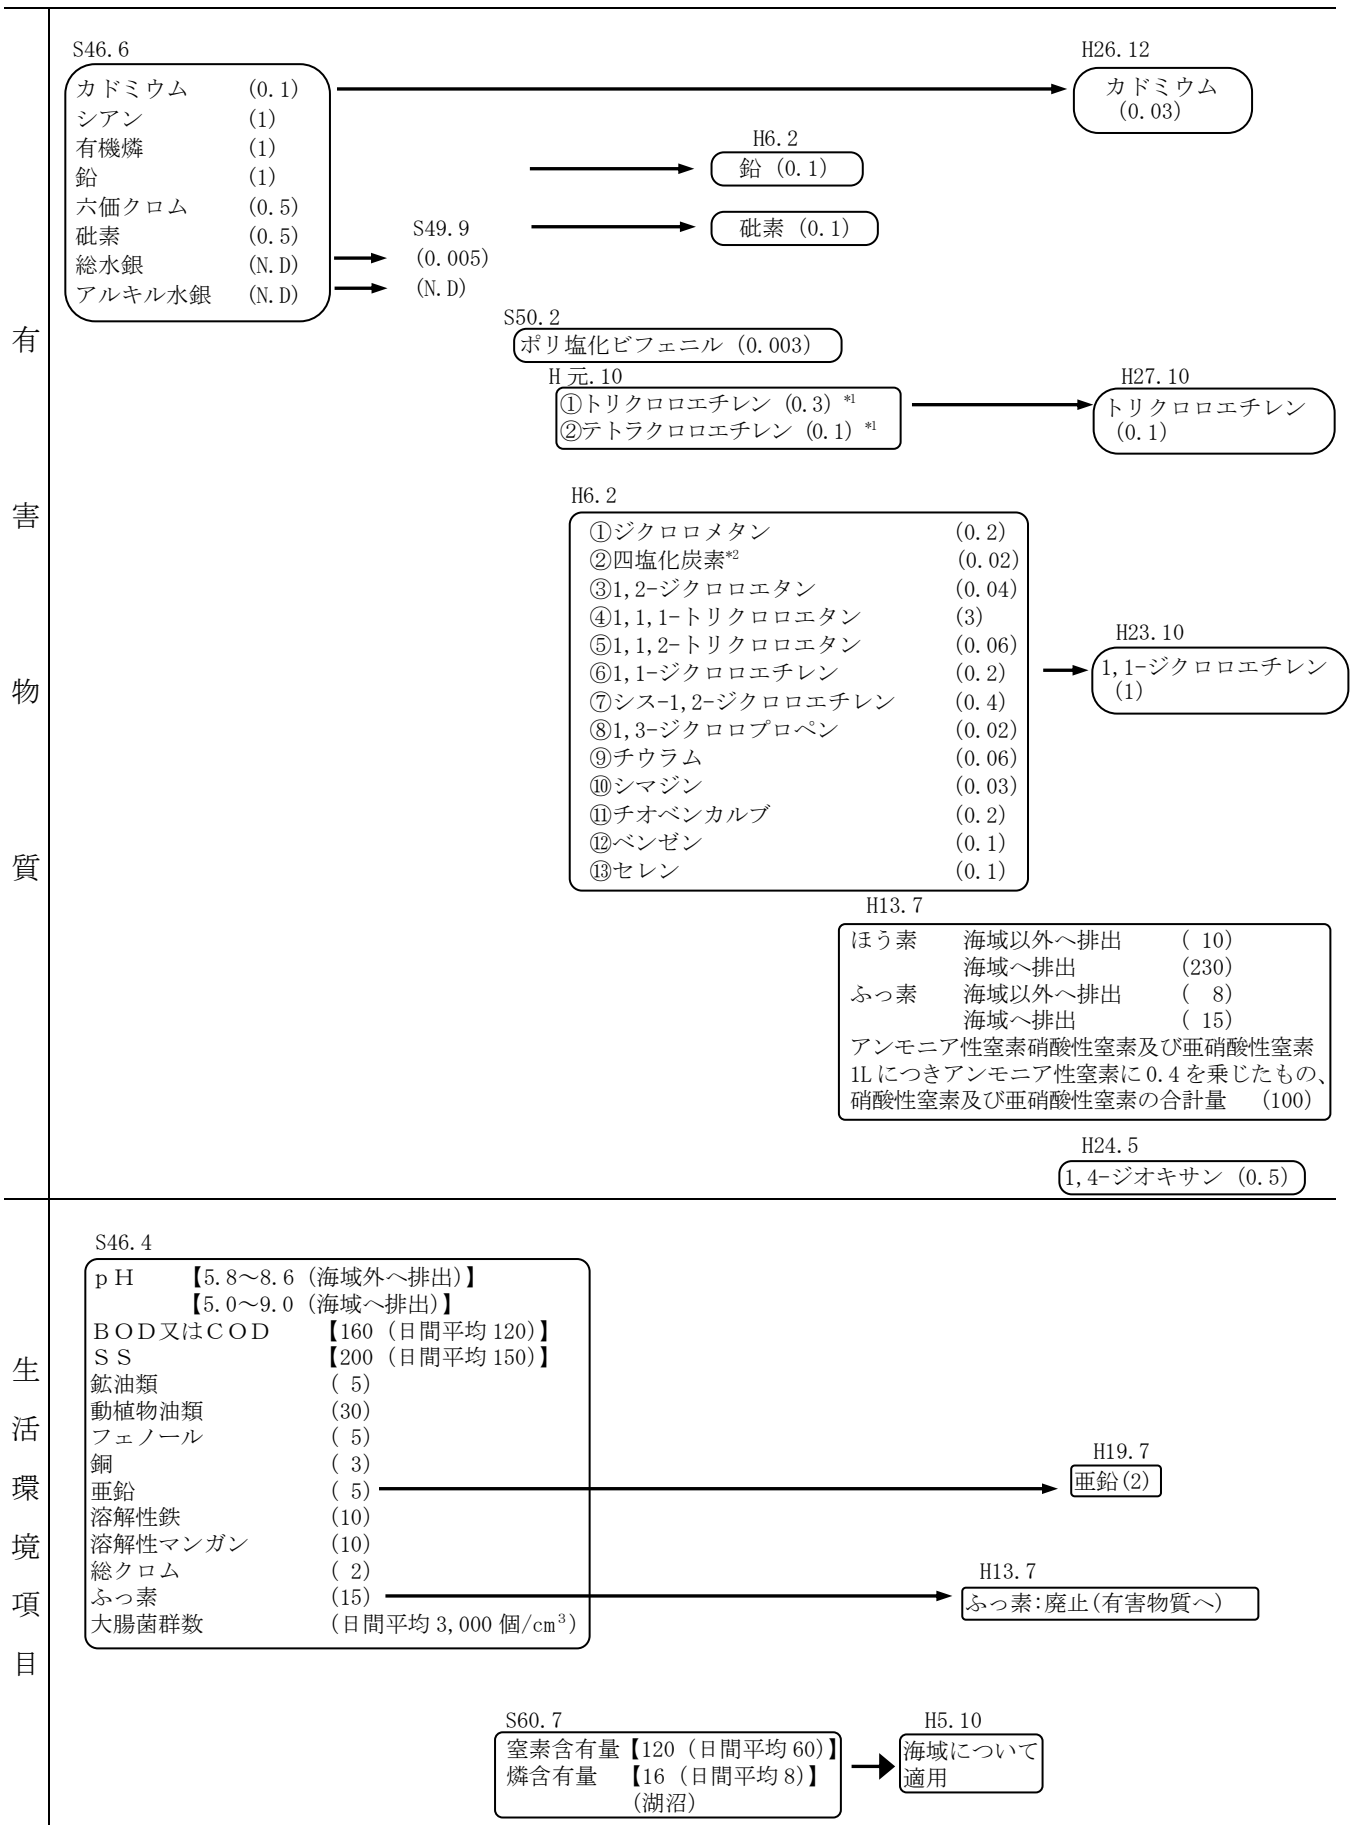 有害物質
S46.6
カドミウム (0.1)
シアン (1)
有機燐 (1)
鉛 (1)
六価クロム (0.5)
砒素 (0.5)
総水銀 (N.D)
アルキル水銀 (N.D)
H26.12
カドミウム
(0.03)
H6.2
鉛 (0.1)
砒素 (0.1)
S49.9
(0.005)
(N.D)
S50.2
ポリ塩化ビフェニル (0.003)
H元.10
①トリクロロエチレン (0.3) *1
②テトラクロロエチレン (0.1) *1
H27.10
トリクロロエチレン
(0.1)
H6.2
①ジクロロメタン (0.2)
②四塩化炭素*2 (0.02)
③1,2-ジクロロエタン (0.04)
④1,1,1-トリクロロエタン (3)
⑤1,1,2-トリクロロエタン (0.06)
⑥1,1-ジクロロエチレン (0.2)
⑦シス-1,2-ジクロロエチレン (0.4)
⑧1,3-ジクロロプロペン (0.02)
⑨チウラム (0.06)
⑩シマジン (0.03)
⑪チオベンカルブ (0.2)
⑫ベンゼン (0.1)
⑬セレン (0.1)
H23.10
1,1-ジクロロエチレン
(1)
H13.7
ほう素 海域以外へ排出 ( 10)
海域へ排出 (230)
ふっ素 海域以外へ排出 ( 8)
海域へ排出 ( 15)
アンモニア性窒素硝酸性窒素及び亜硝酸性窒素
1Lにつきアンモニア性窒素に0.4を乗じたもの、
硝酸性窒素及び亜硝酸性窒素の合計量 (100)
H24.5
1,4-ジオキサン (0.5)
生活環境項目
S46.4
pH 【5.8～8.6 (海域外へ排出)】
【5.0～9.0 (海域へ排出)】
BOD又はCOD 【160 (日間平均120)】
SS 【200 (日間平均150)】
鉱油類 ( 5)
動植物油類 (30)
フェノール ( 5)
銅 ( 3)
亜鉛 ( 5)
溶解性鉄 (10)
溶解性マンガン (10)
総クロム ( 2)
ふっ素 (15)
大腸菌群数 (日間平均3,000個/cm³)
H19.7
亜鉛(2)
H13.7
ふっ素:廃止(有害物質へ)
S60.7
窒素含有量【120 (日間平均60)】
燐含有量 【16 (日間平均8)】
(湖沼)
H5.10
海域について
適用